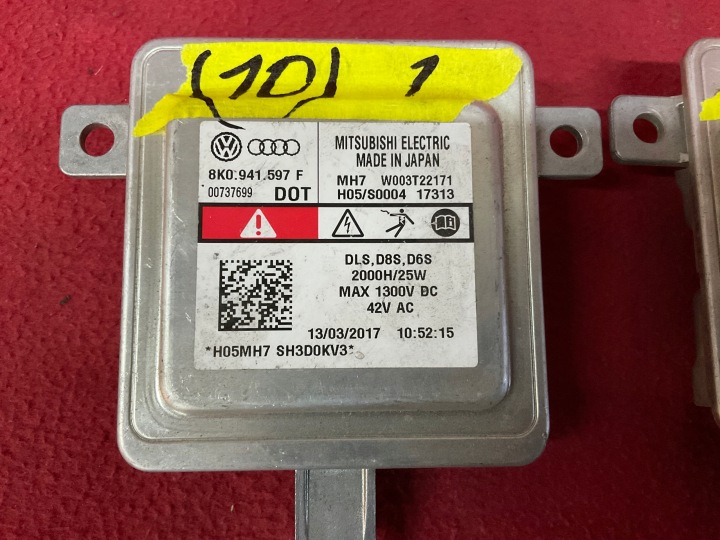 (10) 1
8K0.941.597 F
00737699 DOT
MITSUBISHI ELECTRIC
MADE IN JAPAN
MH7 W003T22171
H05/S0004 17313
DLS,D8S,D6S
2000H/25W
MAX 1300V DC
42V AC
13/03/2017 10:52:15
*H05MH7 SH3D0KV3*